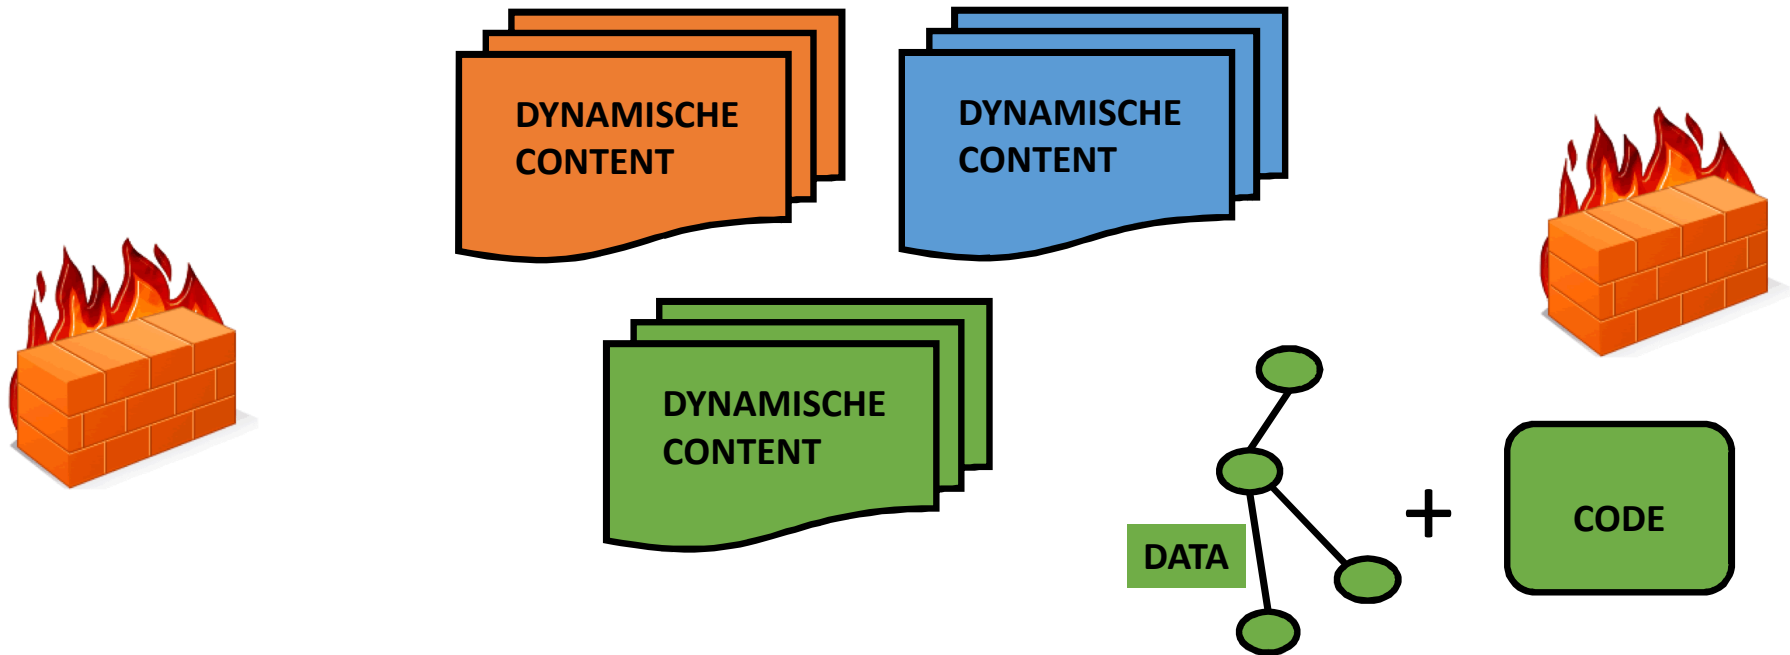 DYNAMISCHE
CONTENT
DYNAMISCHE
CONTENT
DYNAMISCHE
CONTENT
DATA
+
CODE